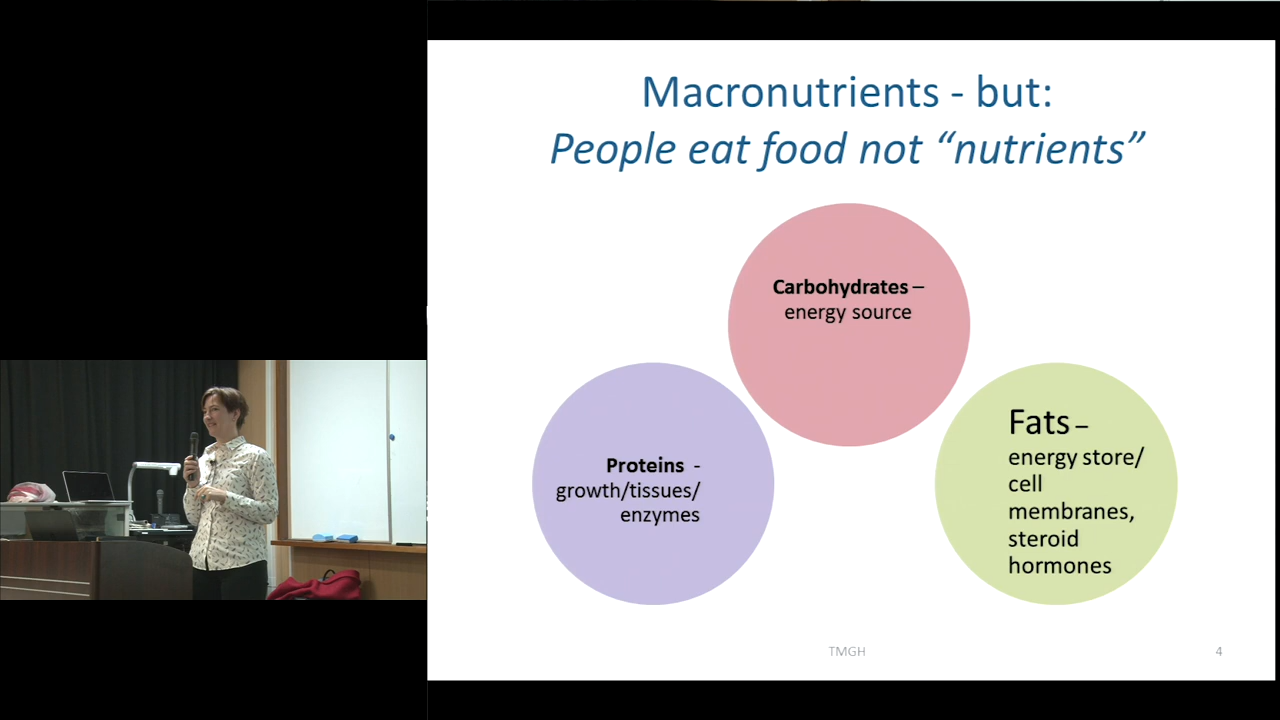 Macronutrients - but:
People eat food not “nutrients”
Carbohydrates –
energy source
Proteins -
growth/tissues/
enzymes
Fats –
energy store/
cell
membranes,
steroid
hormones
TMGH
4